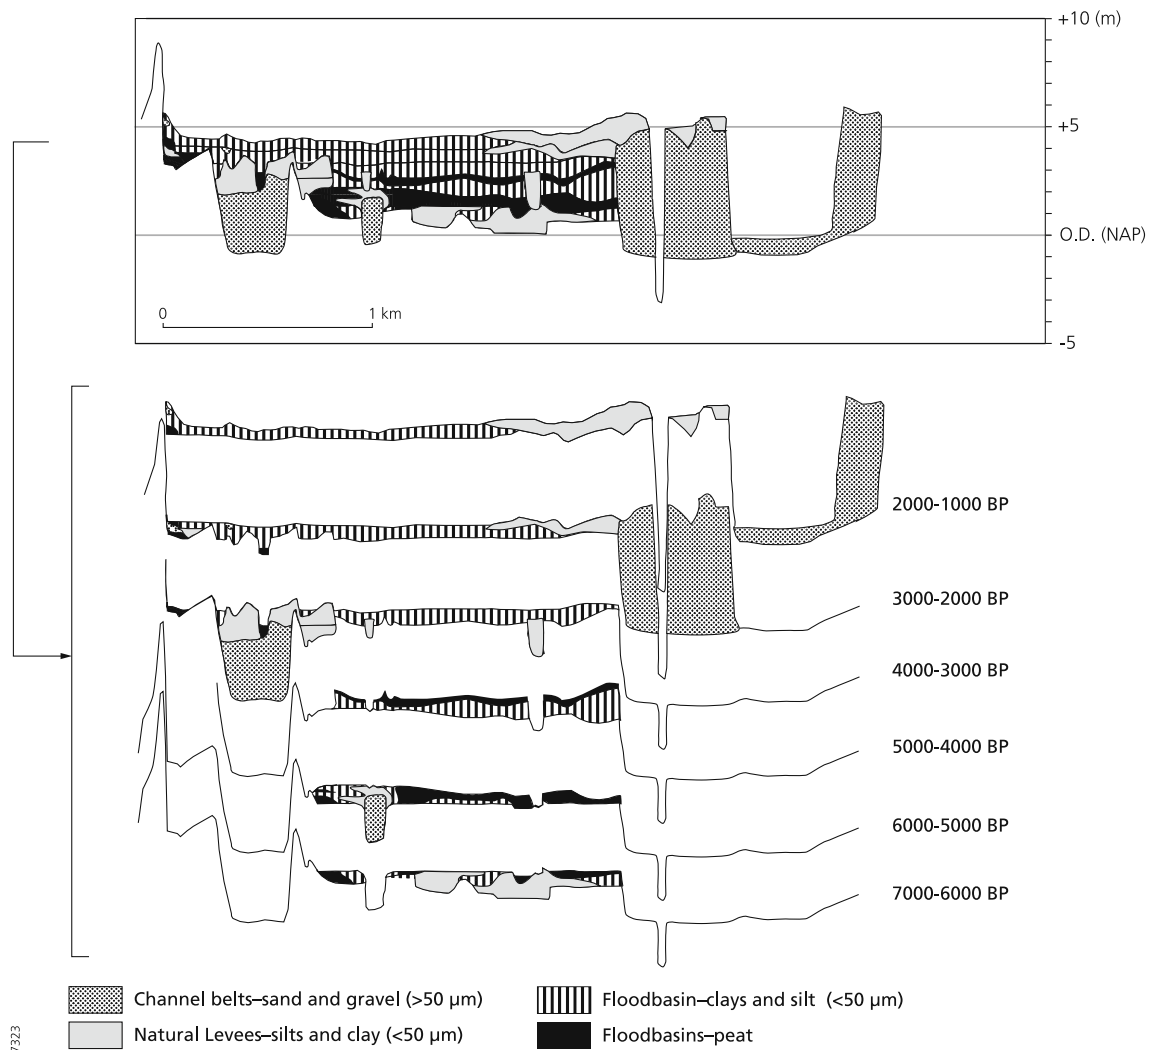 +10 (m)
+5
O.D. (NAP)
0 1 km
-5
2000-1000 BP
3000-2000 BP
4000-3000 BP
5000-4000 BP
6000-5000 BP
7000-6000 BP
Channel belts–sand and gravel (>50 µm) Floodbasin–clays and silt (<50 µm)
Natural Levees–silts and clay (<50 µm) Floodbasins–peat
7323